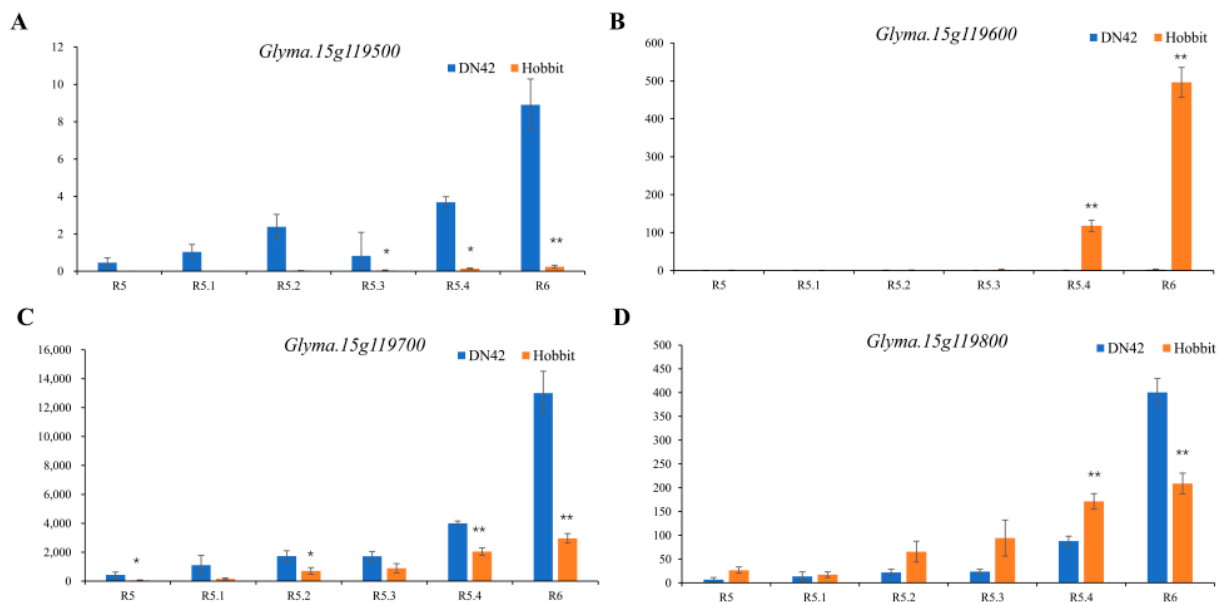 A
Glyma.15g119500
DN42 Hobbit
12
10
8
6
4
2
0
* * **
R5 R5.1 R5.2 R5.3 R5.4 R6
B
Glyma.15g119600
DN42 Hobbit
600
500
400
300
200
100
0
** **
R5 R5.1 R5.2 R5.3 R5.4 R6
C
Glyma.15g119700
DN42 Hobbit
16,000
14,000
12,000
10,000
8,000
6,000
4,000
2,000
0
* * ** **
R5 R5.1 R5.2 R5.3 R5.4 R6
D
Glyma.15g119800
DN42 Hobbit
500
450
400
350
300
250
200
150
100
50
0
** **
R5 R5.1 R5.2 R5.3 R5.4 R6